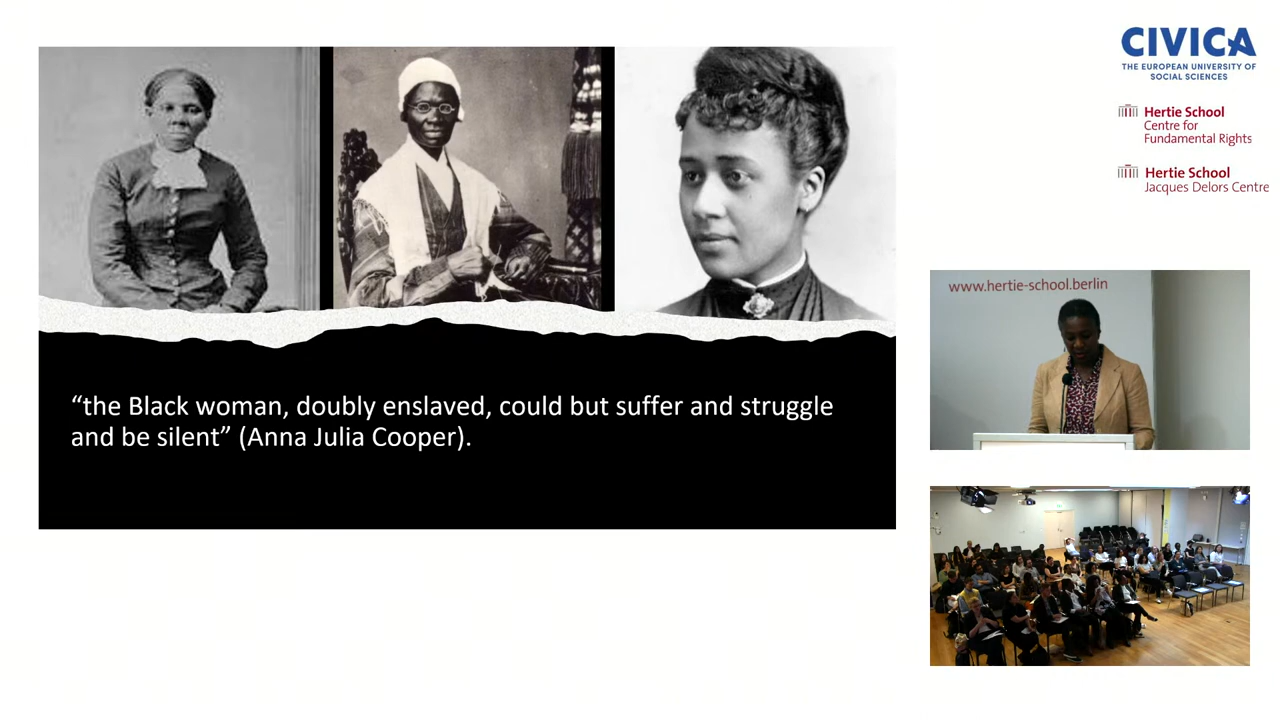 CIVICA
THE EUROPEAN UNIVERSITY OF
SOCIAL SCIENCES
Hertie School
Centre for
Fundamental Rights
Hertie School
Jacques Delors Centre
www.hertie-school.berlin
“the Black woman, doubly enslaved, could but suffer and struggle
and be silent” (Anna Julia Cooper).